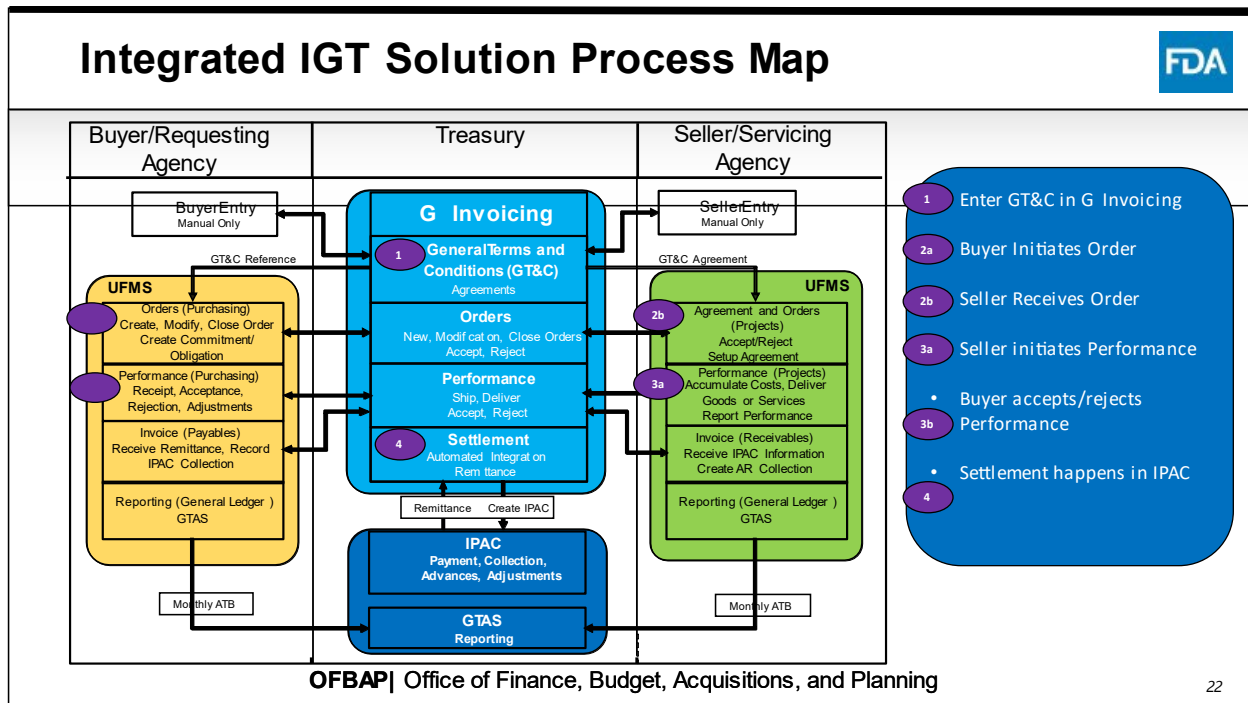 Integrated IGT Solution Process Map
FDA
Buyer/Requesting
Agency
Treasury
Seller/Servicing
Agency
BuyerEntry
Manual Only
G Invoicing
SellerEntry
Manual Only
1
GeneralTerms and
Conditions (GT&C)
Agreements
GT&C Reference
GT&C Agreement
UFMS
Orders (Purchasing)
Create, Modify, Close Order
Create Commitment/
Obligation
Performance (Purchasing)
Receipt, Acceptance,
Rejection, Adjustments
Invoice (Payables)
Receive Remittance, Record
IPAC Collection
Reporting (General Ledger )
GTAS
Orders
New, Modificat on, Close Orders
Accept, Reject
Performance
Ship, Deliver
Accept, Reject
4
Settlement
Automated Integrat on
Rem ttance
UFMS
2b
Agreement and Orders
(Projects)
Accept/Reject
Setup Agreement
3a
Performance (Projects)
Accumulate Costs, Deliver
Goods or Services
Report Performance
Invoice (Receivables)
Receive IPAC Information
Create AR Collection
Reporting (General Ledger )
GTAS
Remittance
Create IPAC
IPAC
Payment, Collection,
Advances, Adjustments
Monthly ATB
Monthly ATB
GTAS
Reporting
1 Enter GT&C in G Invoicing
2a Buyer Initiates Order
2b Seller Receives Order
3a Seller initiates Performance
• Buyer accepts/rejects
3b Performance
• Settlement happens in IPAC
4
OFBAP| Office of Finance, Budget, Acquisitions, and Planning
22